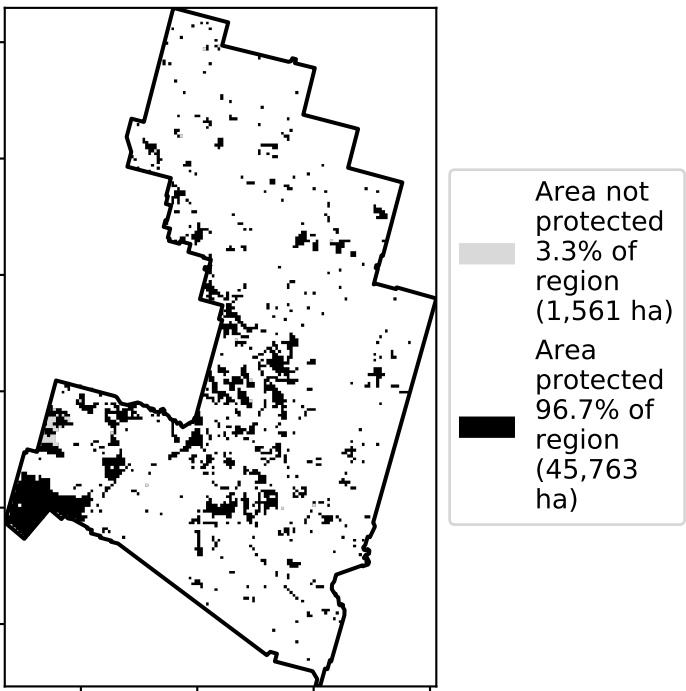 Area not
protected
3.3% of
region
(1,561 ha)
Area
protected
96.7% of
region
(45,763
ha)